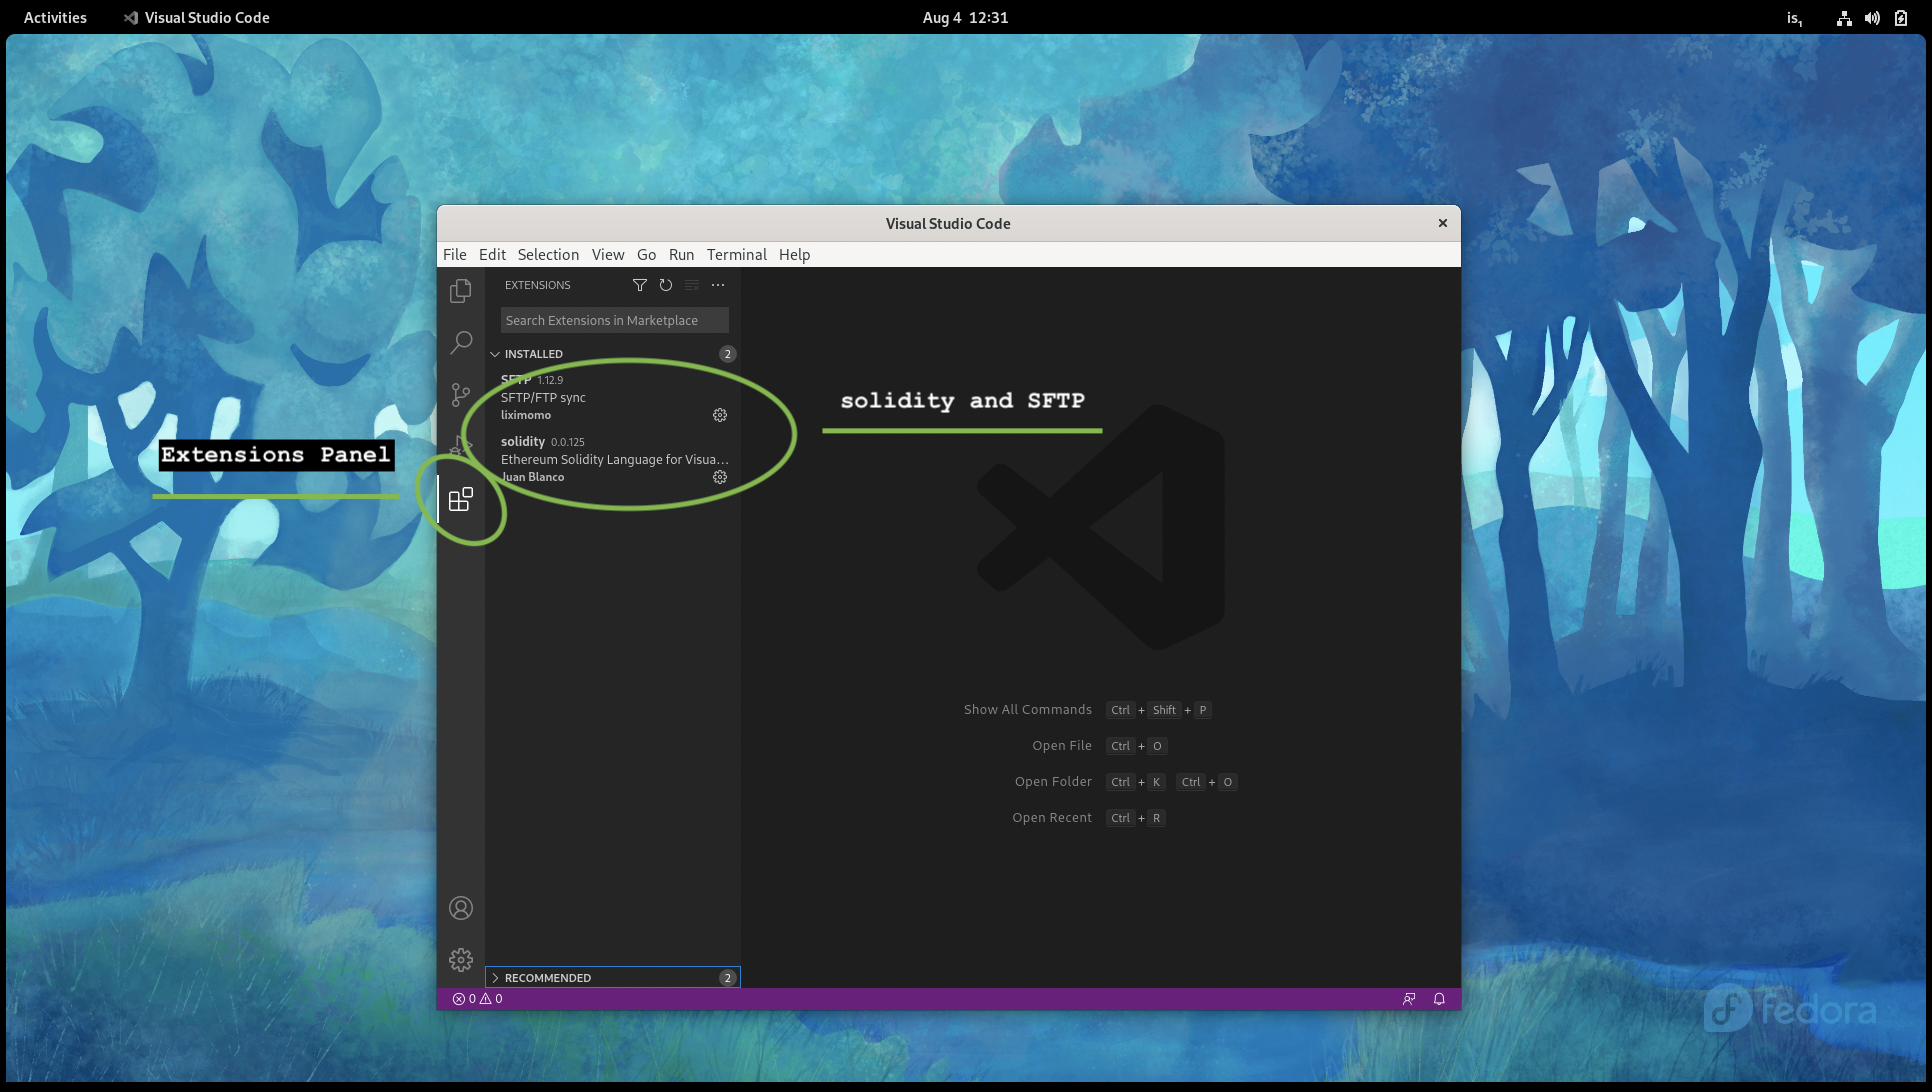 Activities
Visual Studio Code
Aug 4 12:31
is₁
Visual Studio Code
File Edit Selection View Go Run Terminal Help
EXTENSIONS
Search Extensions in Marketplace
INSTALLED 2
SFTP 1.12.9
SFTP/FTP sync
liximomo
solidity 0.0.125
Ethereum Solidity Language for Visua...
Juan Blanco
solidity and SFTP
Extensions Panel
Show All Commands Ctrl + Shift + P
Open File Ctrl + O
Open Folder Ctrl + K Ctrl + O
Open Recent Ctrl + R
RECOMMENDED 2
0 0
fedora